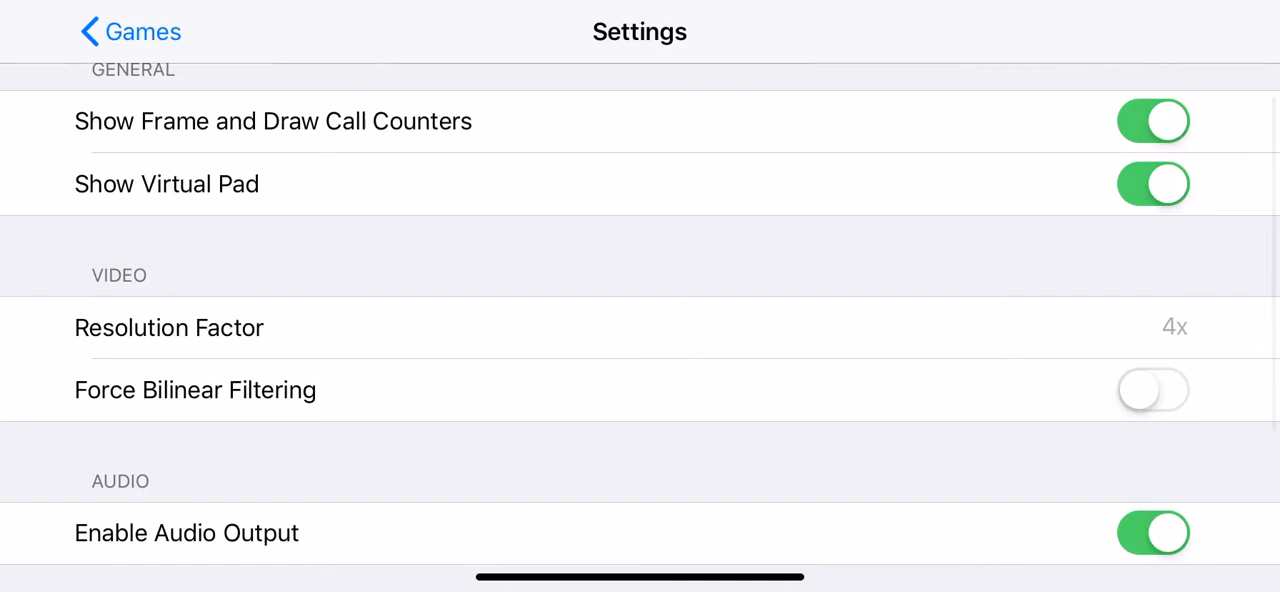 Games
Settings
GENERAL
Show Frame and Draw Call Counters
Show Virtual Pad
VIDEO
Resolution Factor
4x
Force Bilinear Filtering
AUDIO
Enable Audio Output